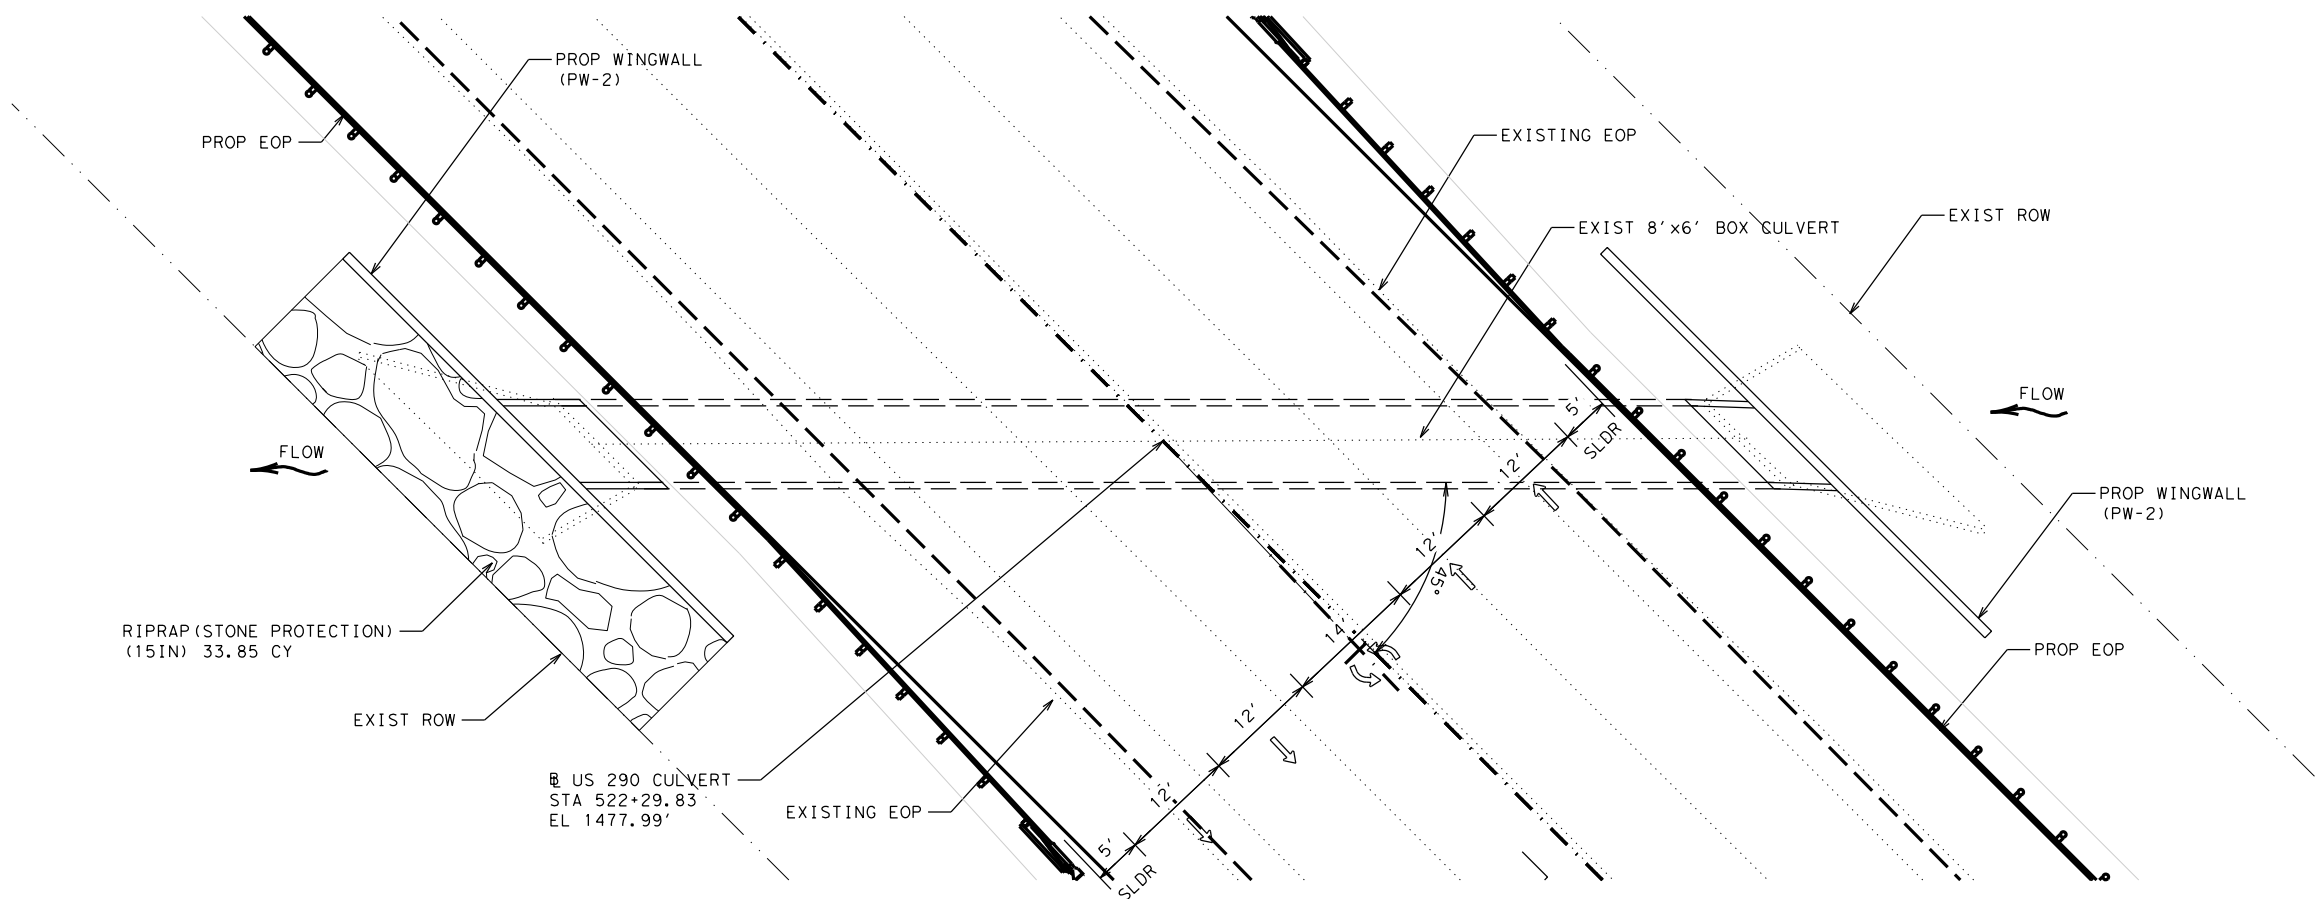 PROP WINGWALL
(PW-2)
PROP EOP
EXISTING EOP
EXIST ROW
EXIST 8'x6' BOX CULVERT
FLOW
5'
SLDR
12'
FLOW
12'
45°
PROP WINGWALL
(PW-2)
RIPRAP(STONE PROTECTION)
(15IN) 33.85 CY
14'
PROP EOP
EXIST ROW
12'
℄ US 290 CULVERT
STA 522+29.83
EL 1477.99'
12'
EXISTING EOP
5'
SLDR